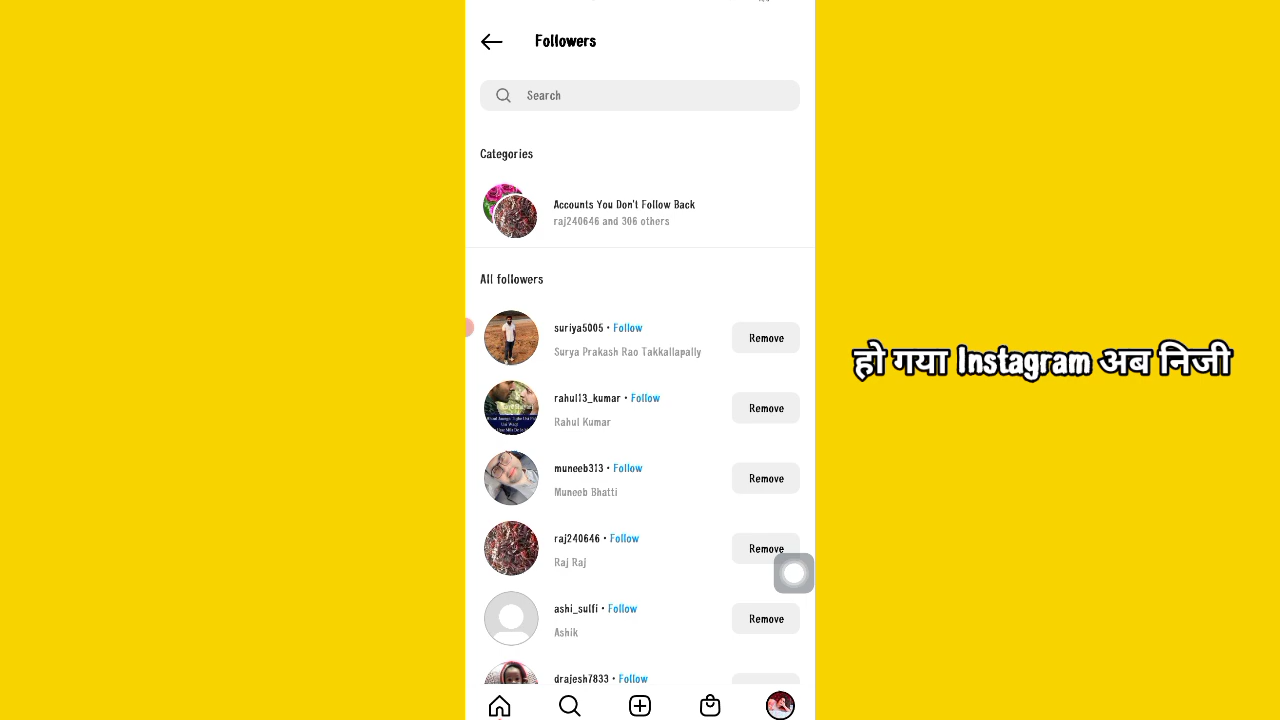 Followers
Search
Categories
Accounts You Don't Follow Back
raj240646 and 306 others
All followers
suriya5005 • Follow
Surya Prakash Rao Takkallapally
Remove
rahul13_kumar • Follow
Rahul Kumar
Remove
muneeb313 • Follow
Muneeb Bhatti
Remove
raj240646 • Follow
Raj Raj
Remove
ashi_sulfi • Follow
Ashik
Remove
drajesh7833 • Follow
हो गया Instagram अब निजी